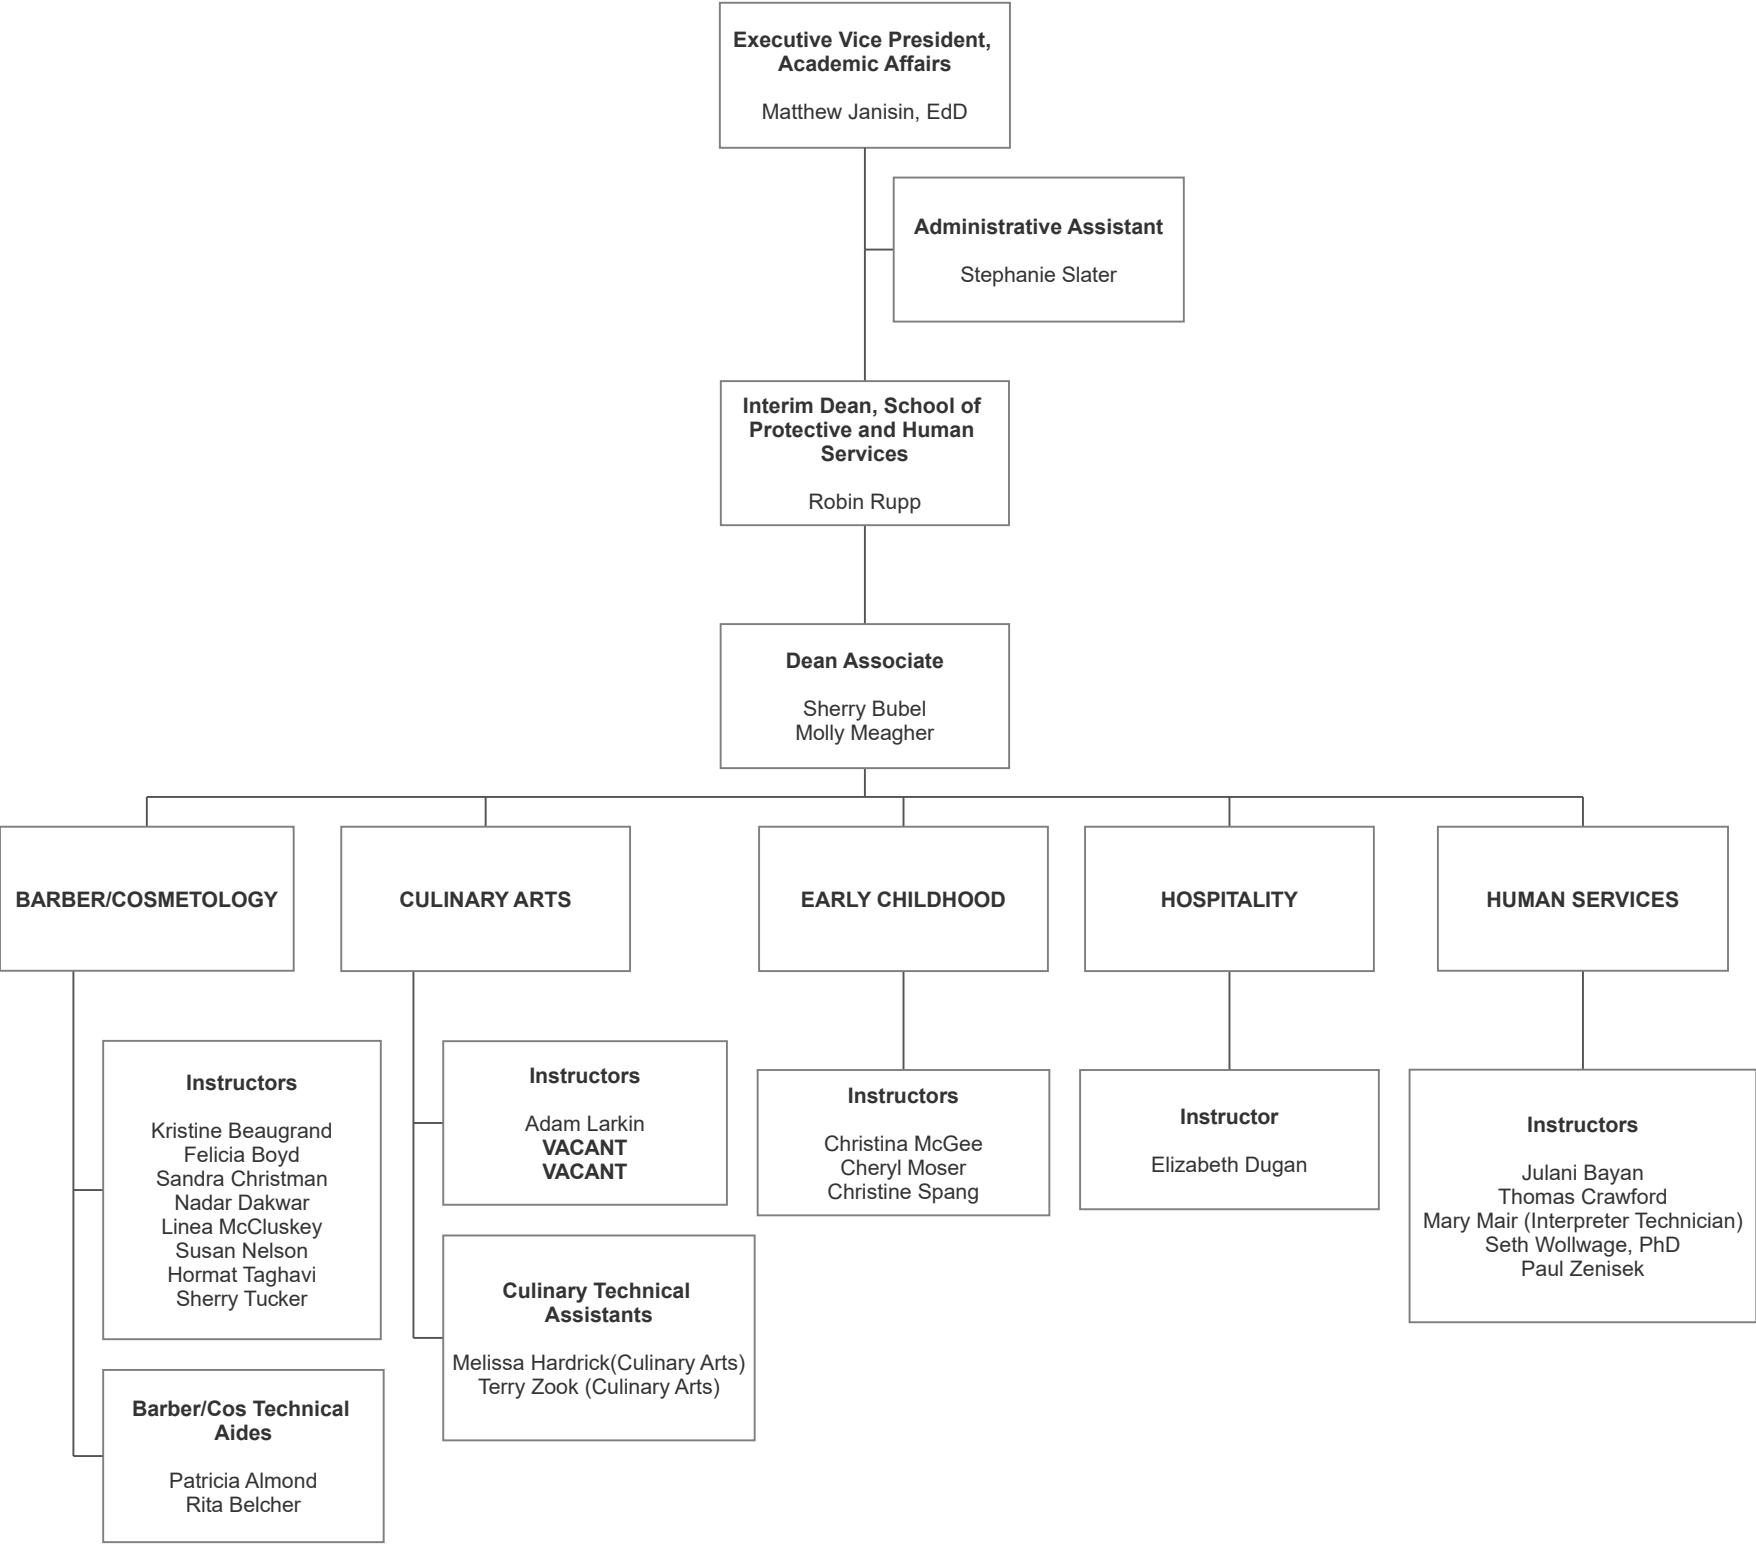 Executive Vice President,
Academic Affairs
Matthew Janisin, EdD
Administrative Assistant
Stephanie Slater
Interim Dean, School of
Protective and Human
Services
Robin Rupp
Dean Associate
Sherry Bubel
Molly Meagher
BARBER/COSMETOLOGY
CULINARY ARTS
EARLY CHILDHOOD
HOSPITALITY
HUMAN SERVICES
Instructors
Kristine Beaugrand
Felicia Boyd
Sandra Christman
Nadar Dakwar
Linea McCluskey
Susan Nelson
Hormat Taghavi
Sherry Tucker
Barber/Cos Technical
Aides
Patricia Almond
Rita Belcher
Instructors
Adam Larkin
VACANT
VACANT
Culinary Technical
Assistants
Melissa Hardrick(Culinary Arts)
Terry Zook (Culinary Arts)
Instructors
Christina McGee
Cheryl Moser
Christine Spang
Instructor
Elizabeth Dugan
Instructors
Julani Bayan
Thomas Crawford
Mary Mair (Interpreter Technician)
Seth Wollwage, PhD
Paul Zenisek